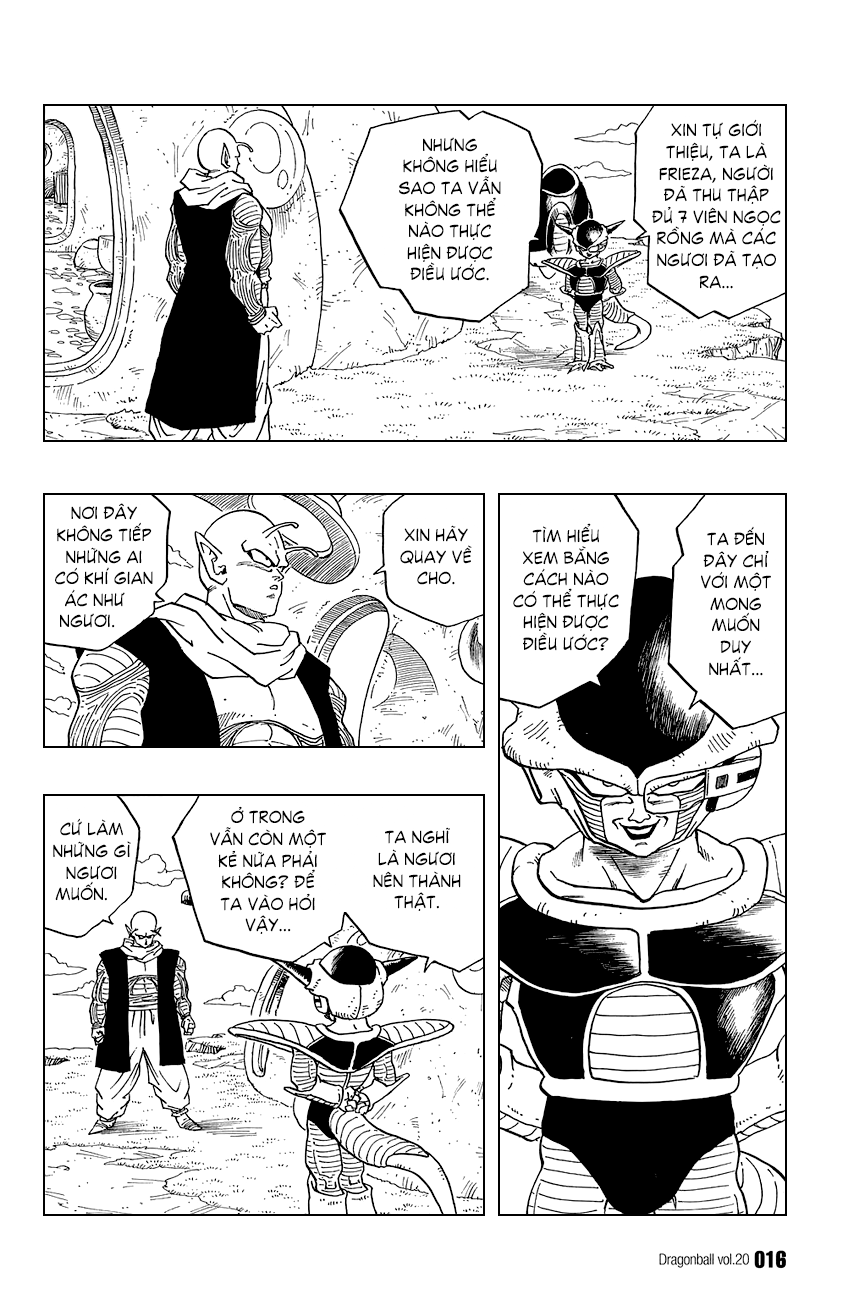 XIN TỰ GIỚI
THIỆU, TA LÀ
FRIEZA, NGƯỜI
ĐÃ THU THẬP
ĐỦ 7 VIÊN NGỌC
RỒNG MÀ CÁC
NGƯƠI ĐÃ TẠO
RA...
NHƯNG
KHÔNG HIỂU
SAO TA VẪN
KHÔNG THỂ
NÀO THỰC
HIỆN ĐƯỢC
ĐIỀU ƯỚC.
TA ĐẾN
ĐÂY CHỈ
VỚI MỘT
MONG
MUỐN
DUY
NHẤT...
TÌM HIỂU
XEM BẰNG
CÁCH NÀO
CÓ THỂ THỰC
HIỆN ĐƯỢC
ĐIỀU ƯỚC?
XIN HÃY
QUAY VỀ
CHO.
NƠI ĐÂY
KHÔNG TIẾP
NHỮNG AI
CÓ KHÍ GIAN
ÁC NHƯ
NGƯƠI.
TA NGHĨ
LÀ NGƯƠI
NÊN THÀNH
THẬT.
Ở TRONG
VẪN CÒN MỘT
KẺ NỮA PHẢI
KHÔNG? ĐỂ
TA VÀO HỎI
VẬY...
CỨ LÀM
NHỮNG GÌ
NGƯƠI
MUỐN.
Dragonball vol.20 016